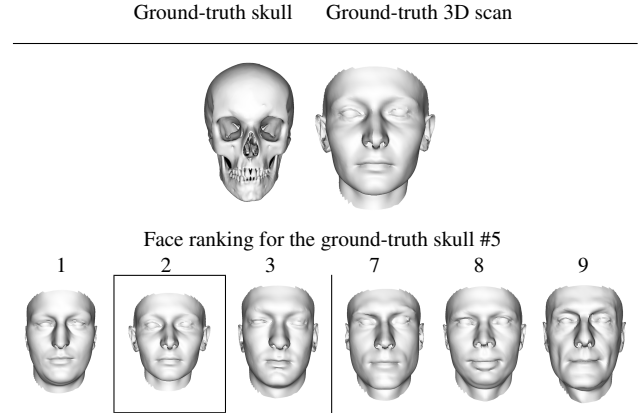 Ground-truth skull Ground-truth 3D scan
Face ranking for the ground-truth skull #5
1 2 3 7 8 9